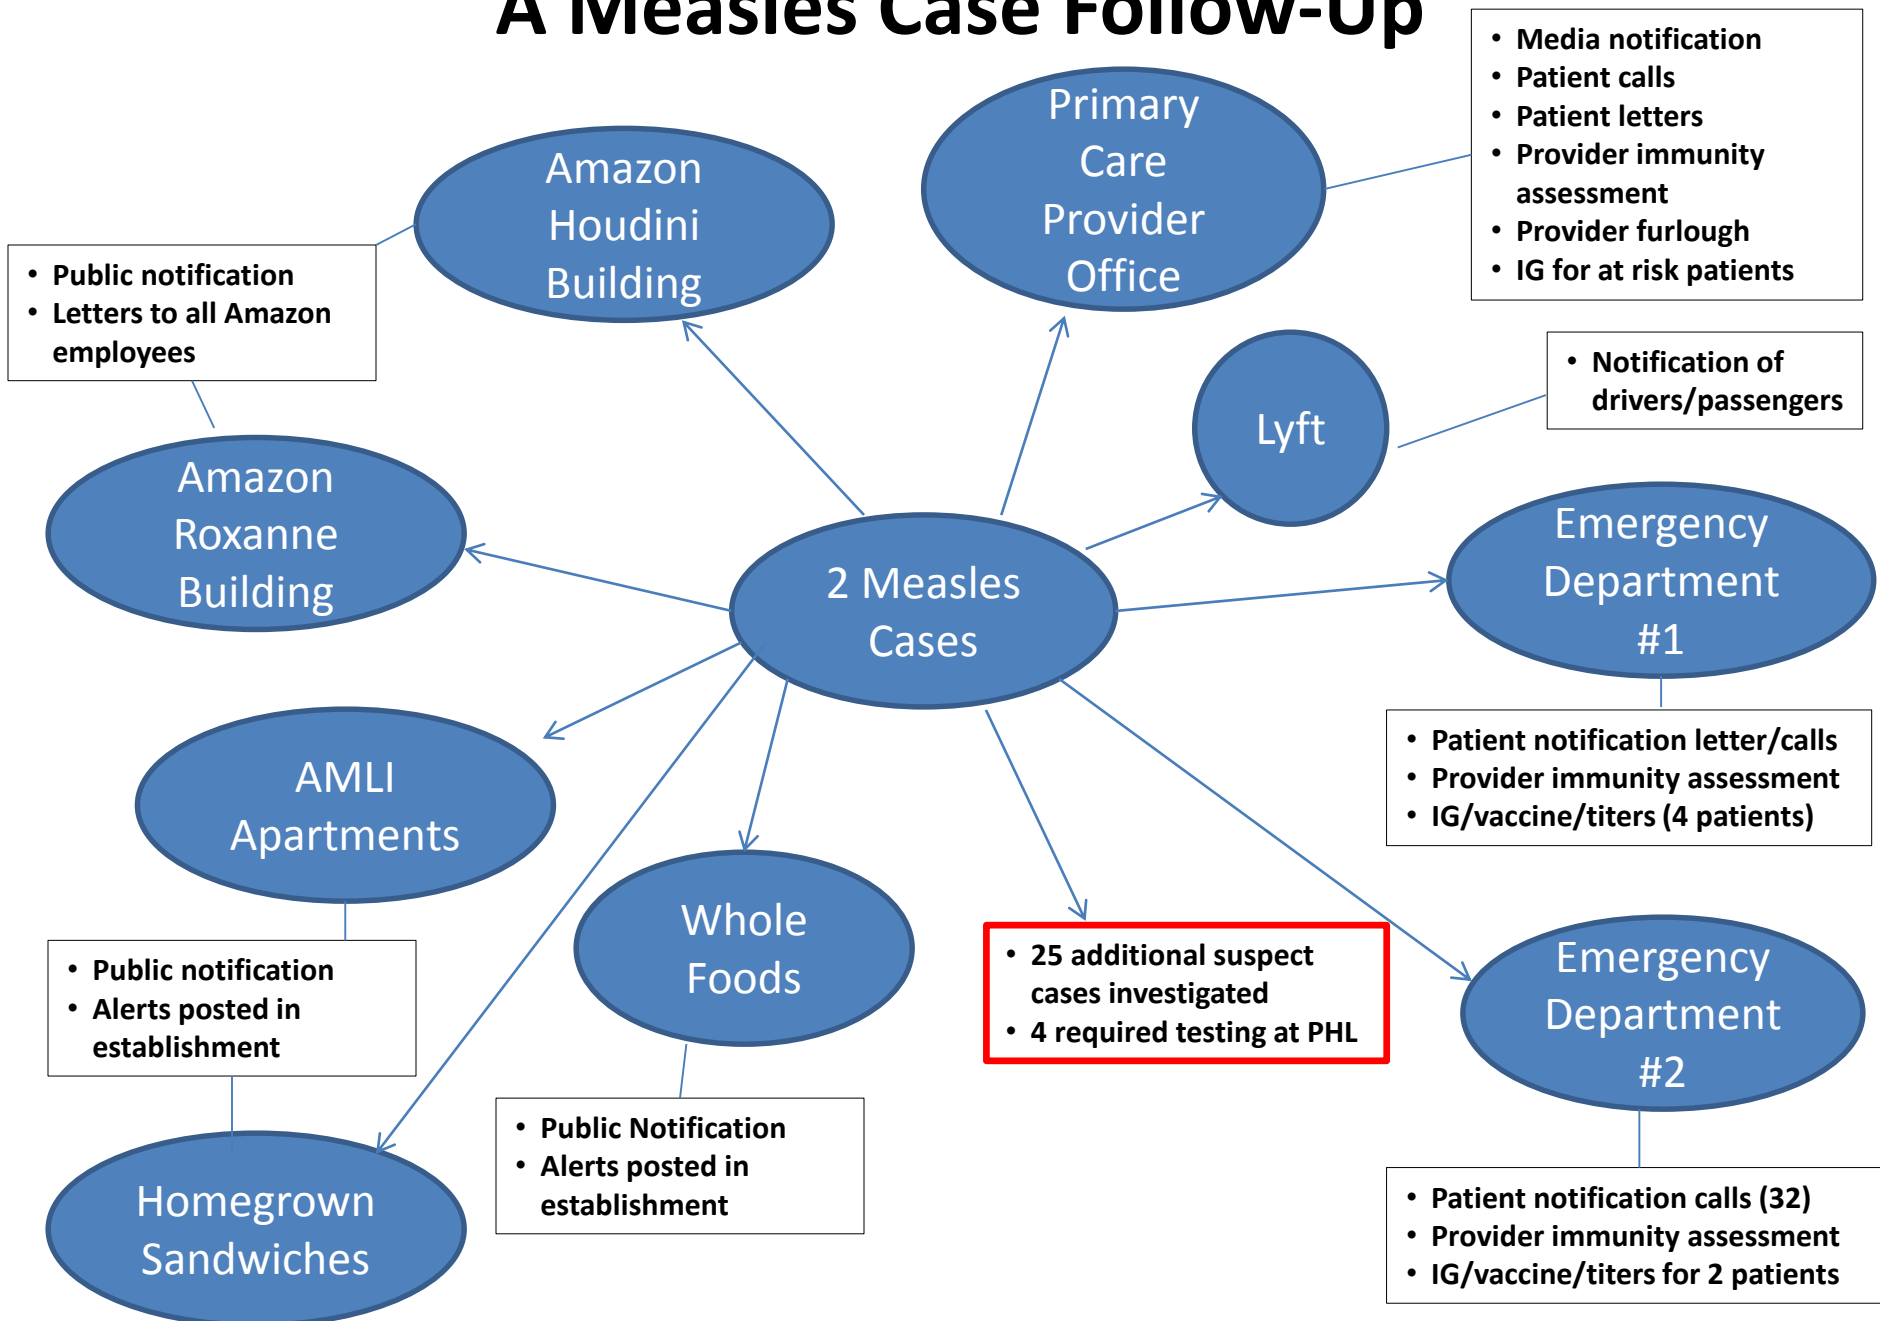 A Measles Case Follow-Up
• Media notification
• Patient calls
• Patient letters
• Provider immunity
assessment
• Provider furlough
• IG for at risk patients
Primary
Care
Provider
Office
Amazon
Houdini
Building
• Public notification
• Letters to all Amazon
employees
• Notification of
drivers/passengers
Lyft
Amazon
Roxanne
Building
2 Measles
Cases
Emergency
Department
#1
• Patient notification letter/calls
• Provider immunity assessment
• IG/vaccine/titers (4 patients)
AMLI
Apartments
Whole
Foods
• 25 additional suspect
cases investigated
• 4 required testing at PHL
Emergency
Department
#2
• Public notification
• Alerts posted in
establishment
• Public Notification
• Alerts posted in
establishment
Homegrown
Sandwiches
• Patient notification calls (32)
• Provider immunity assessment
• IG/vaccine/titers for 2 patients